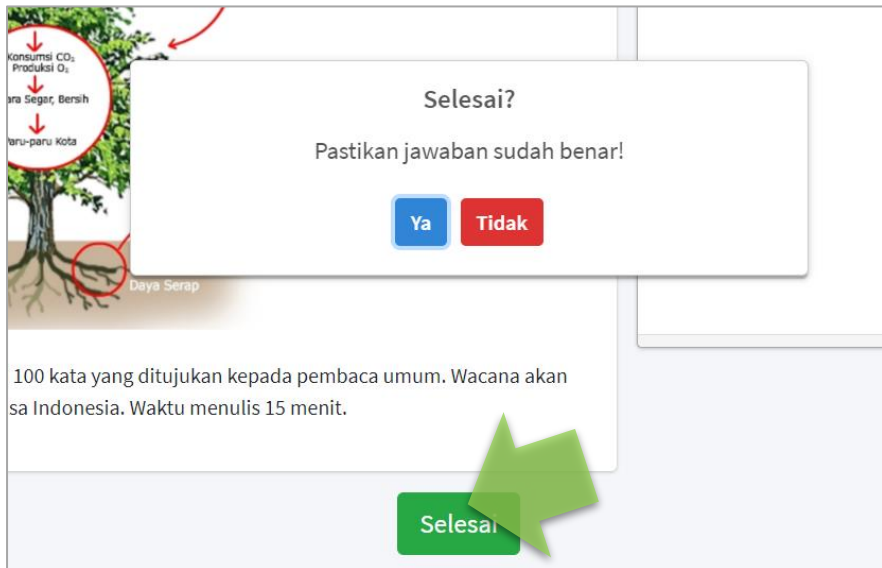 Konsumsi CO₂
Produksi O₂
ara Segar, Bersih
aru-paru Kota
Daya Serap
Selesai?
Pastikan jawaban sudah benar!
Ya
Tidak
100 kata yang ditujukan kepada pembaca umum. Wacana akan
sa Indonesia. Waktu menulis 15 menit.
Selesai